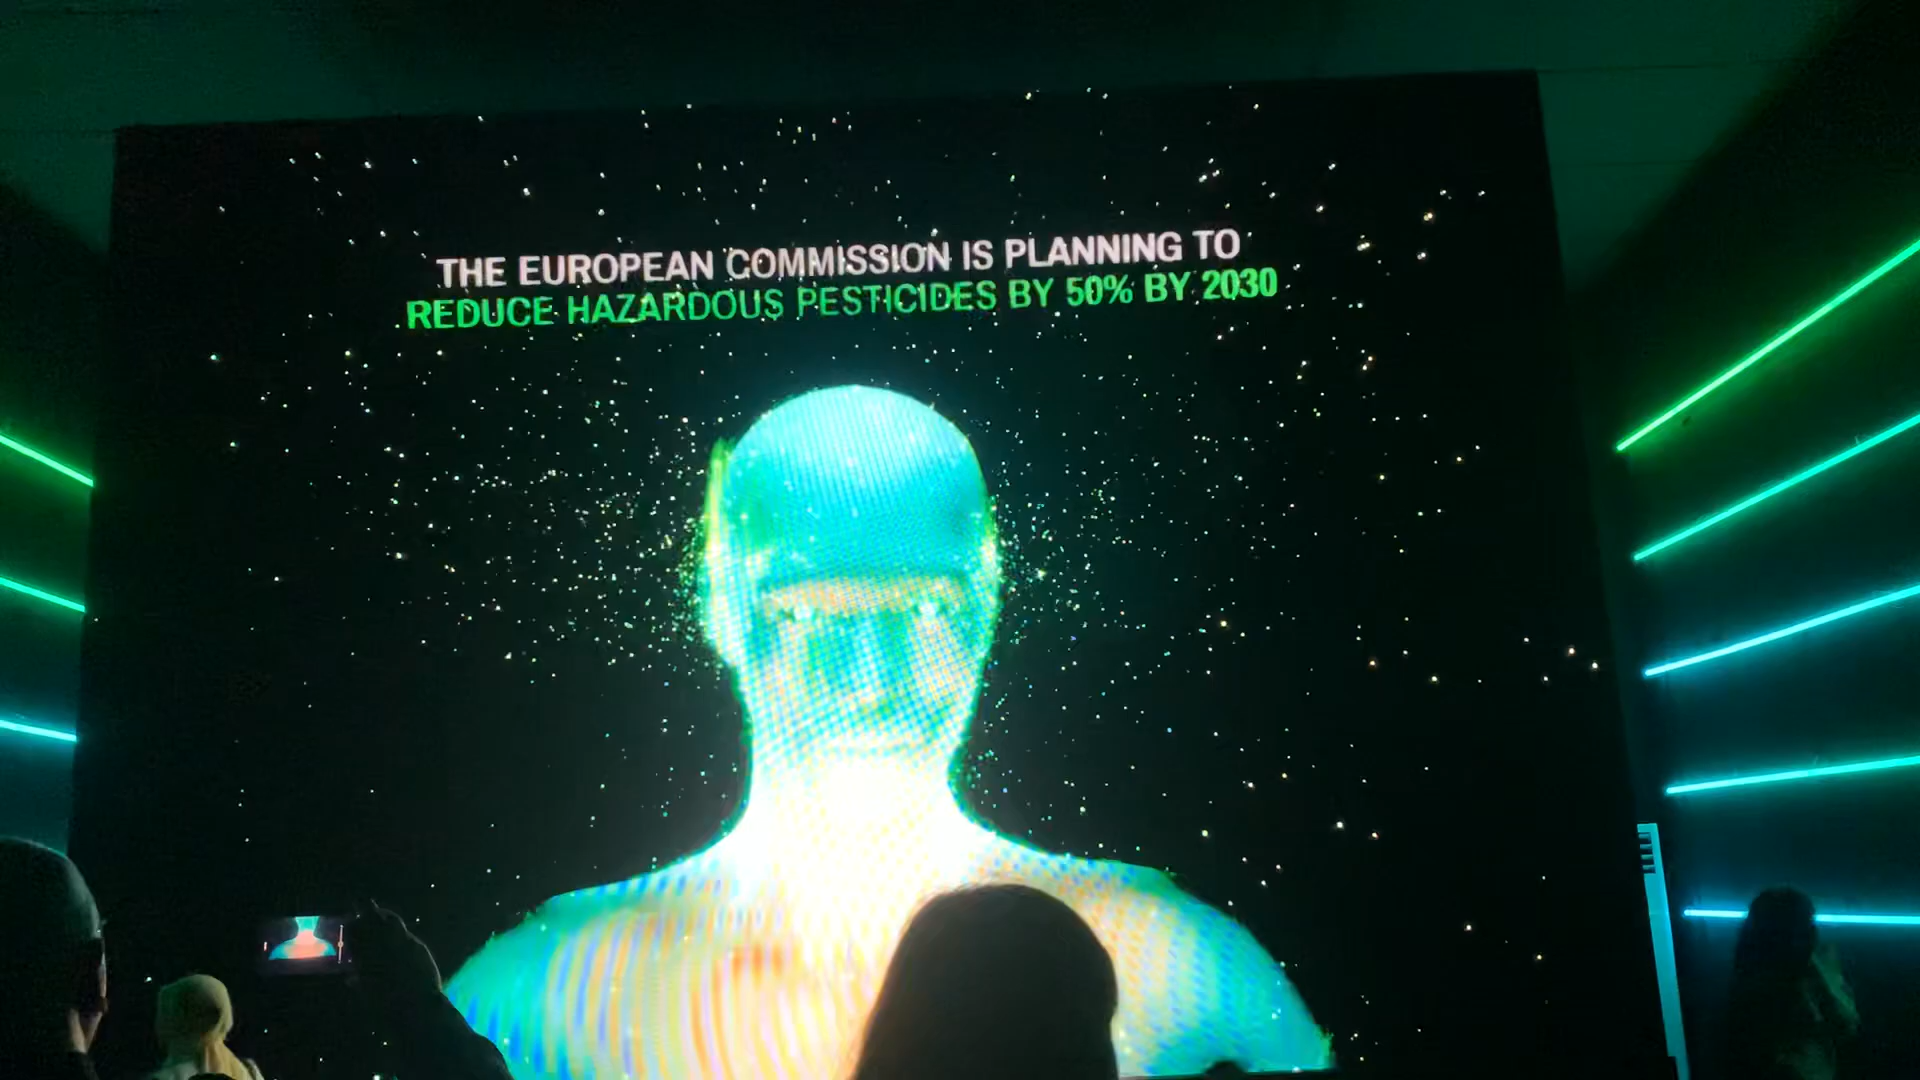 THE EUROPEAN COMMISSION IS PLANNING TO
REDUCE HAZARDOUS PESTICIDES BY 50% BY 2030